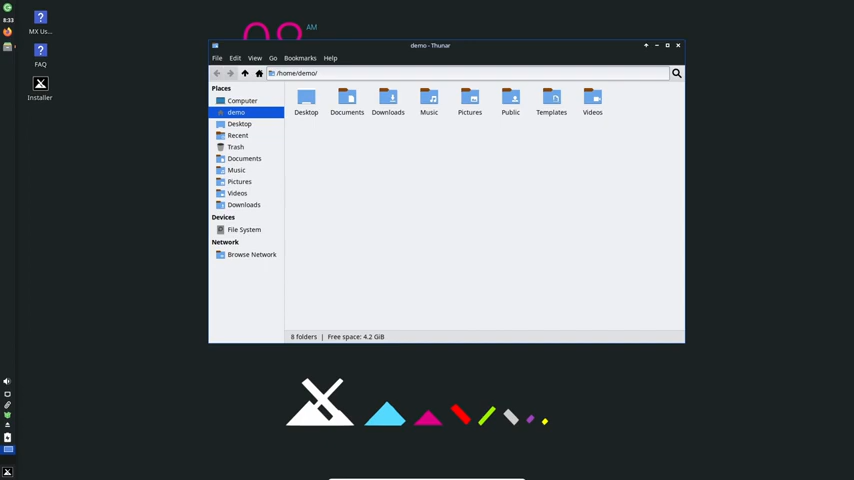 8:33
MX Us...
FAQ
Installer
AM
demo - Thunar
File Edit View Go Bookmarks Help
/home/demo/
Places
Computer
demo
Desktop
Recent
Trash
Documents
Music
Pictures
Videos
Downloads
Devices
File System
Network
Browse Network
Desktop Documents Downloads Music Pictures Public Templates Videos
8 folders | Free space: 4.2 GiB